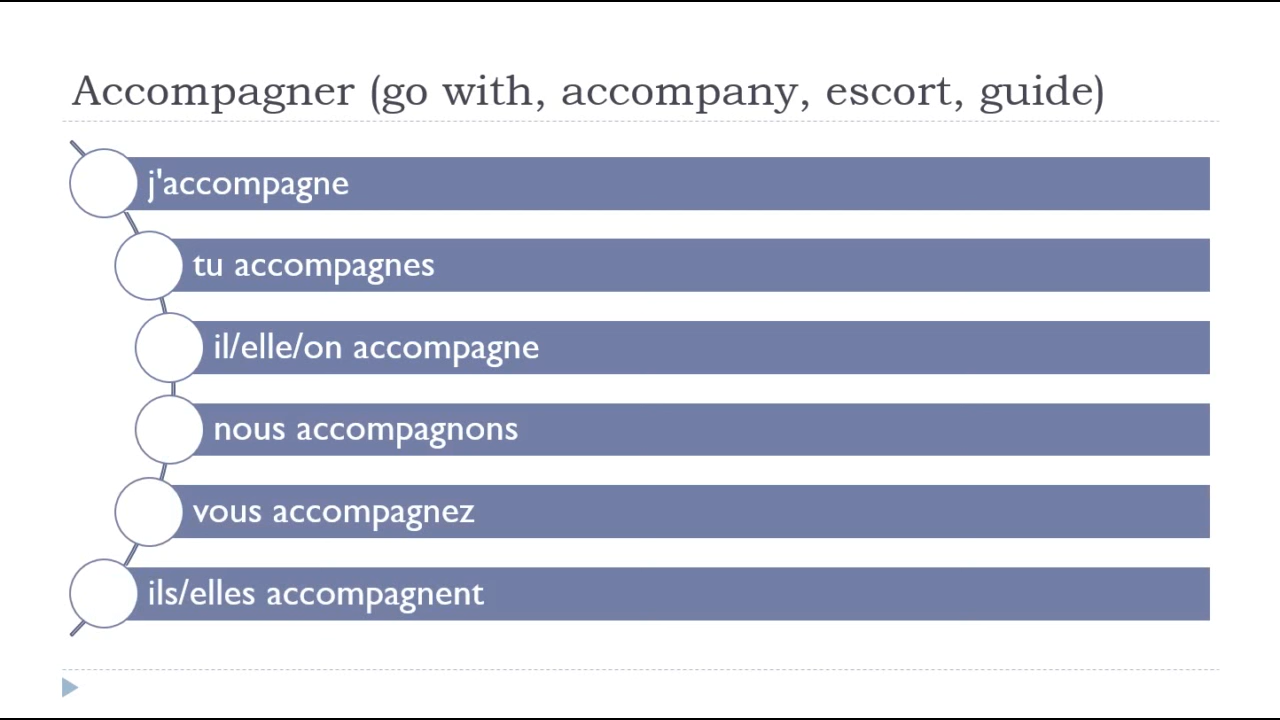 Accompagner (go with, accompany, escort, guide)
j'accompagne
tu accompagnes
il/elle/on accompagne
nous accompagnons
vous accompagnez
ils/elles accompagnent